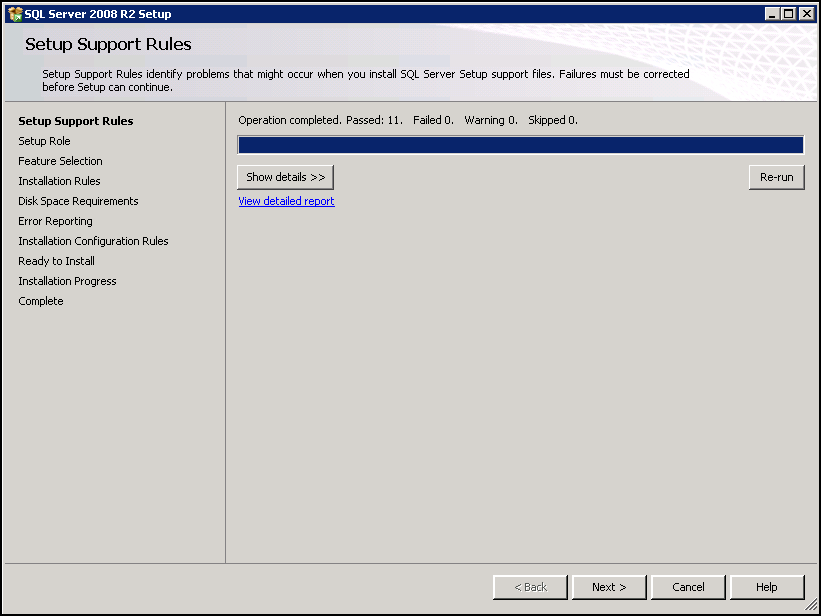 SQL Server 2008 R2 Setup
Setup Support Rules
Setup Support Rules identify problems that might occur when you install SQL Server Setup support files. Failures must be corrected
before Setup can continue.
Setup Support Rules
Setup Role
Feature Selection
Installation Rules
Disk Space Requirements
Error Reporting
Installation Configuration Rules
Ready to Install
Installation Progress
Complete
Operation completed. Passed: 11. Failed 0. Warning 0. Skipped 0.
Show details >>
Re-run
View detailed report
< Back
Next >
Cancel
Help